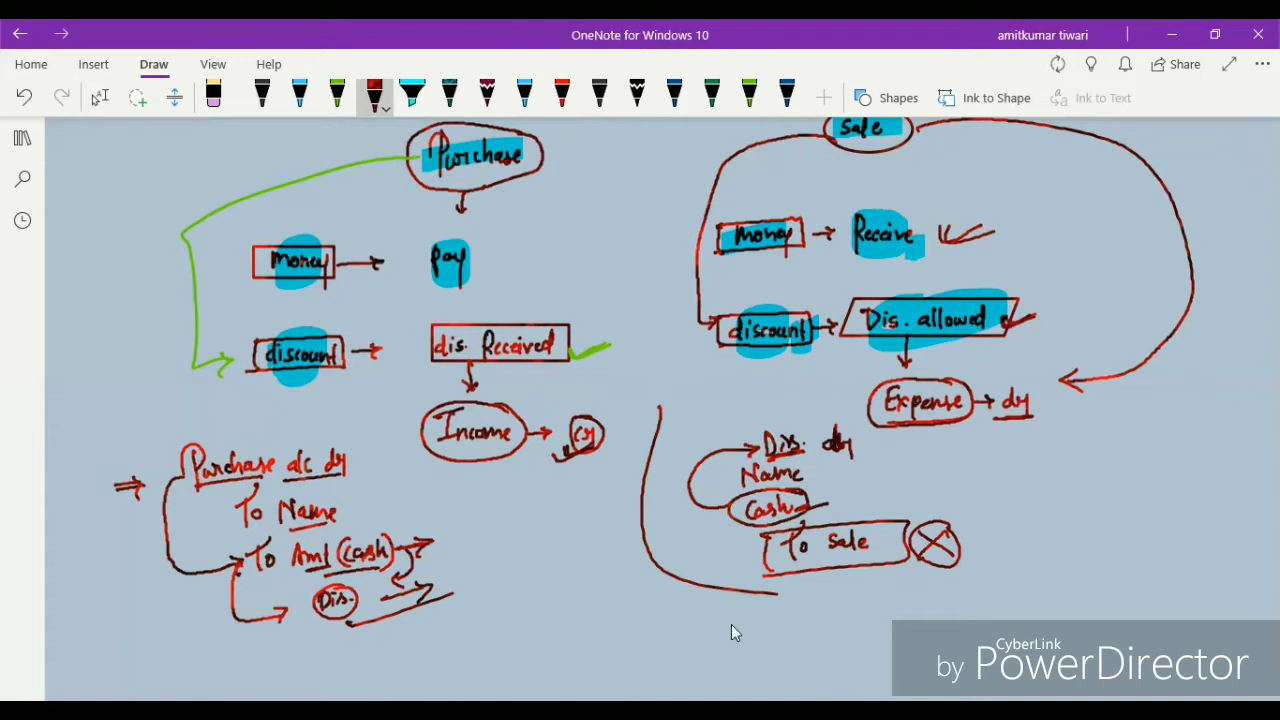 OneNote for Windows 10
amitkumar tiwari
Home Insert Draw View Help
Share
Shapes
Ink to Shape
Ink to Text
Purchase
money → pay
discount → dis. Received
Income → cr
⇒ Purchase a/c dr
To Name
To Amt (cash)
Dis.
sale
money → Receive
discount → Dis. allowed
Expense → dr
Dis. dr
Name
Cash
To sale
CyberLink
by PowerDirector